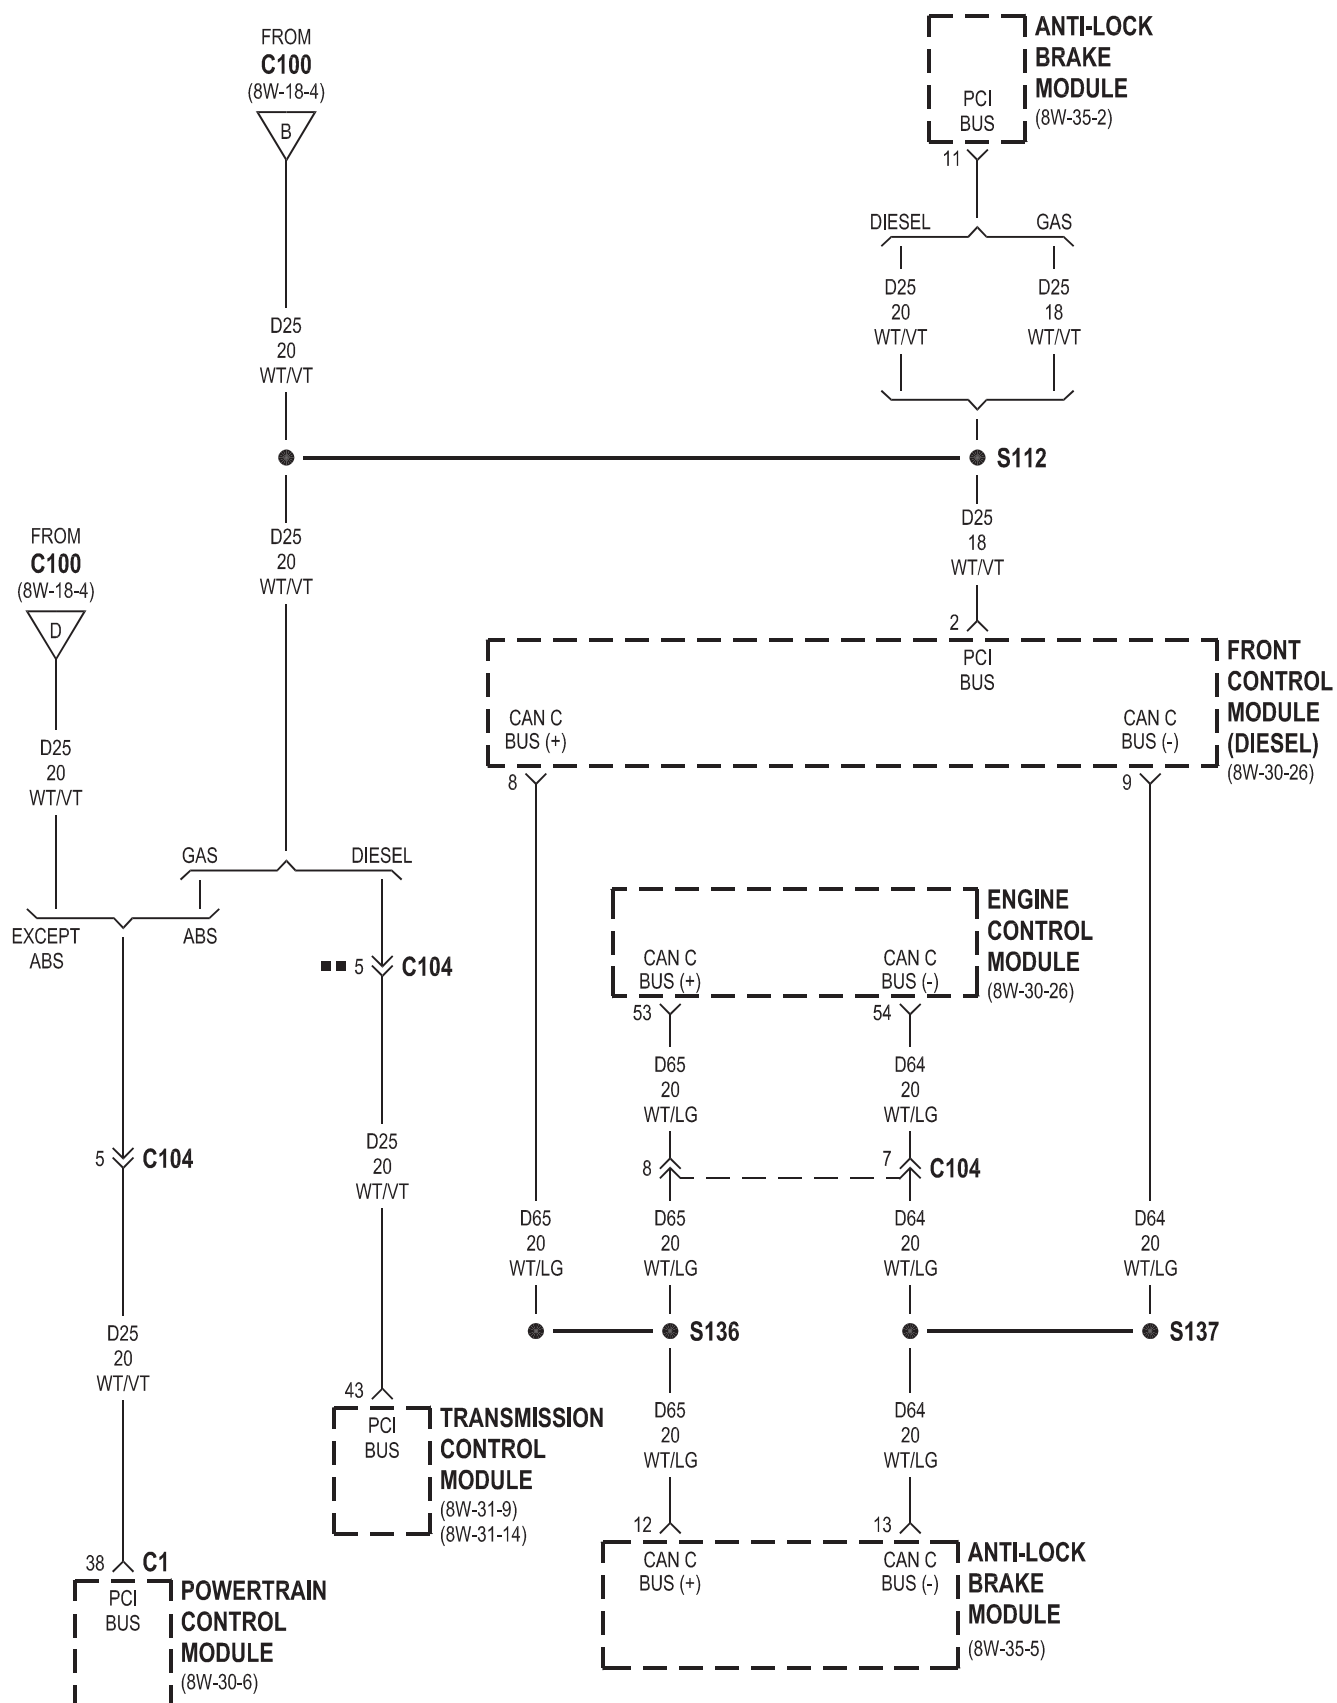 FROM
C100
(8W-18-4)
B
ANTI-LOCK
BRAKE
MODULE
(8W-35-2)
PCI
BUS
11
DIESEL
GAS
D25
20
WT/VT
D25
18
WT/VT
D25
20
WT/VT
S112
D25
20
WT/VT
D25
18
WT/VT
FROM
C100
(8W-18-4)
D
2
PCI
BUS
FRONT
CONTROL
MODULE
(DIESEL)
(8W-30-26)
CAN C
BUS (+)
CAN C
BUS (-)
8
9
D25
20
WT/VT
GAS
DIESEL
EXCEPT
ABS
ABS
5
C104
ENGINE
CONTROL
MODULE
(8W-30-26)
CAN C
BUS (+)
CAN C
BUS (-)
53
54
D65
20
WT/LG
D64
20
WT/LG
5
C104
D25
20
WT/VT
8
7
C104
D65
20
WT/LG
D65
20
WT/LG
D64
20
WT/LG
D64
20
WT/LG
S136
S137
D25
20
WT/VT
43
PCI
BUS
TRANSMISSION
CONTROL
MODULE
(8W-31-9)
(8W-31-14)
D65
20
WT/LG
D64
20
WT/LG
12
13
CAN C
BUS (+)
CAN C
BUS (-)
ANTI-LOCK
BRAKE
MODULE
(8W-35-5)
38
C1
PCI
BUS
POWERTRAIN
CONTROL
MODULE
(8W-30-6)